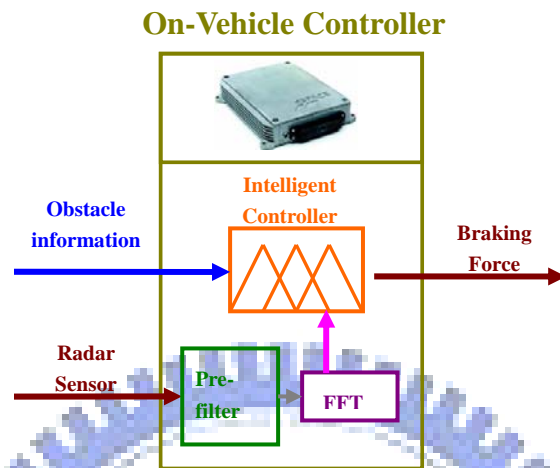 On-Vehicle Controller
Intelligent
Controller
Obstacle
information
Braking
Force
Radar
Sensor
Pre-
filter
FFT